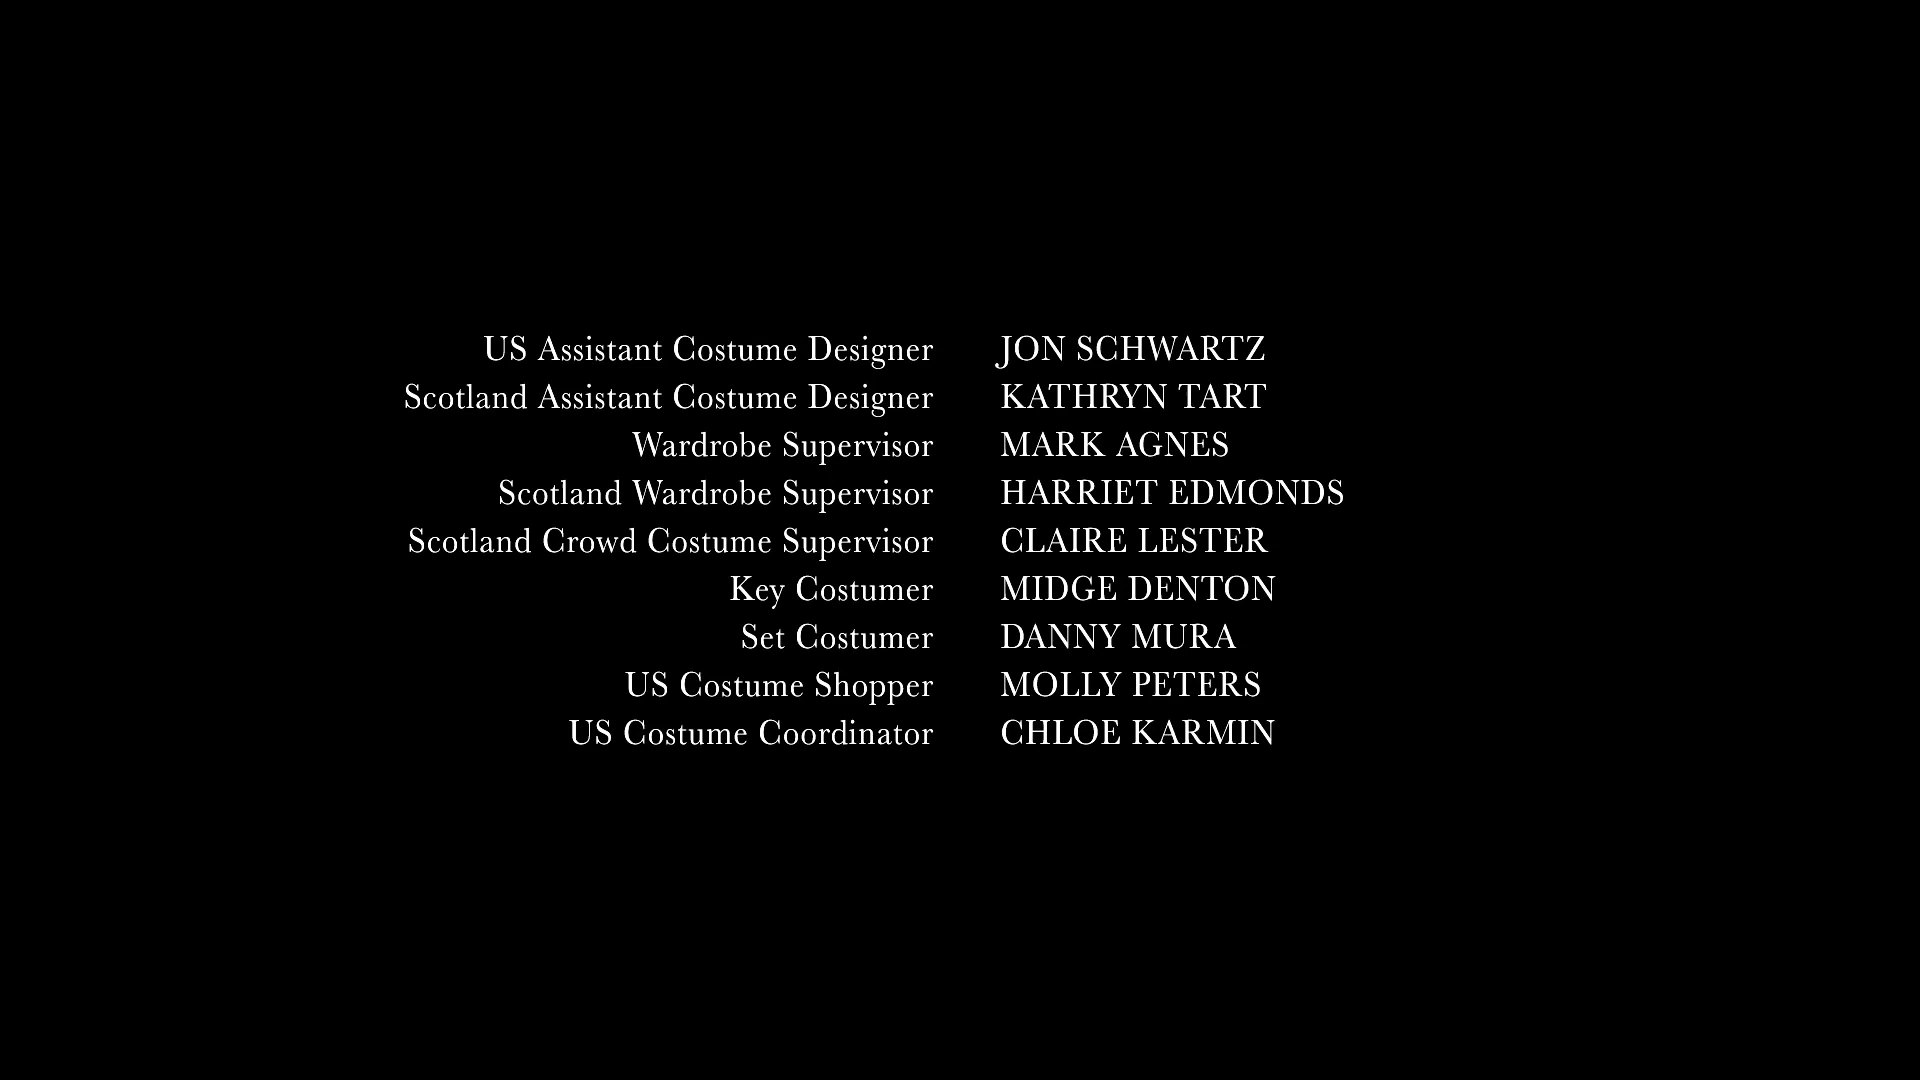 US Assistant Costume Designer JON SCHWARTZ
Scotland Assistant Costume Designer KATHRYN TART
Wardrobe Supervisor MARK AGNES
Scotland Wardrobe Supervisor HARRIET EDMONDS
Scotland Crowd Costume Supervisor CLAIRE LESTER
Key Costumer MIDGE DENTON
Set Costumer DANNY MURA
US Costume Shopper MOLLY PETERS
US Costume Coordinator CHLOE KARMIN